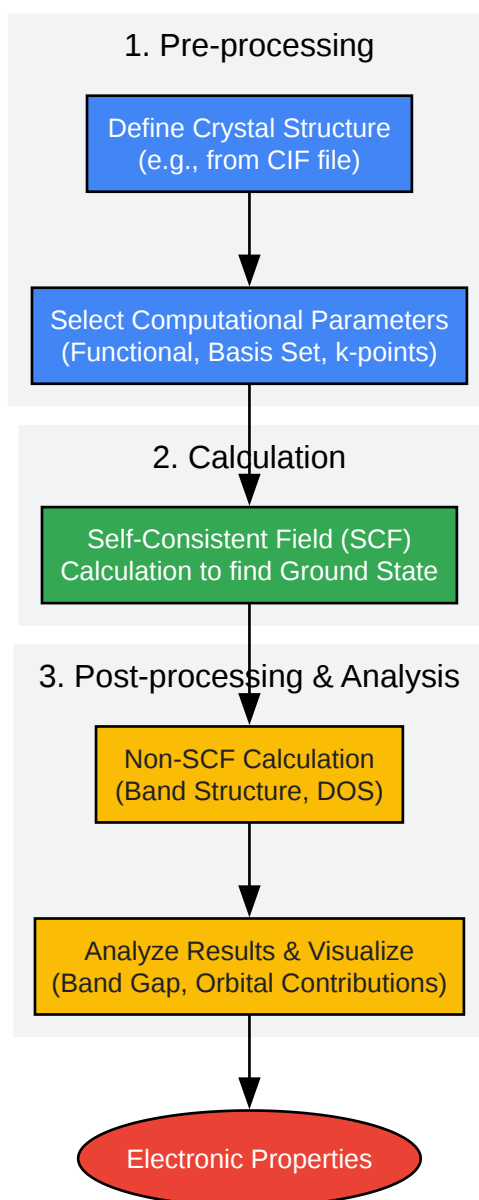 1. Pre-processing
Define Crystal Structure
(e.g., from CIF file)
Select Computational Parameters
(Functional, Basis Set, k-points)
2. Calculation
Self-Consistent Field (SCF)
Calculation to find Ground State
3. Post-processing & Analysis
Non-SCF Calculation
(Band Structure, DOS)
Analyze Results & Visualize
(Band Gap, Orbital Contributions)
Electronic Properties